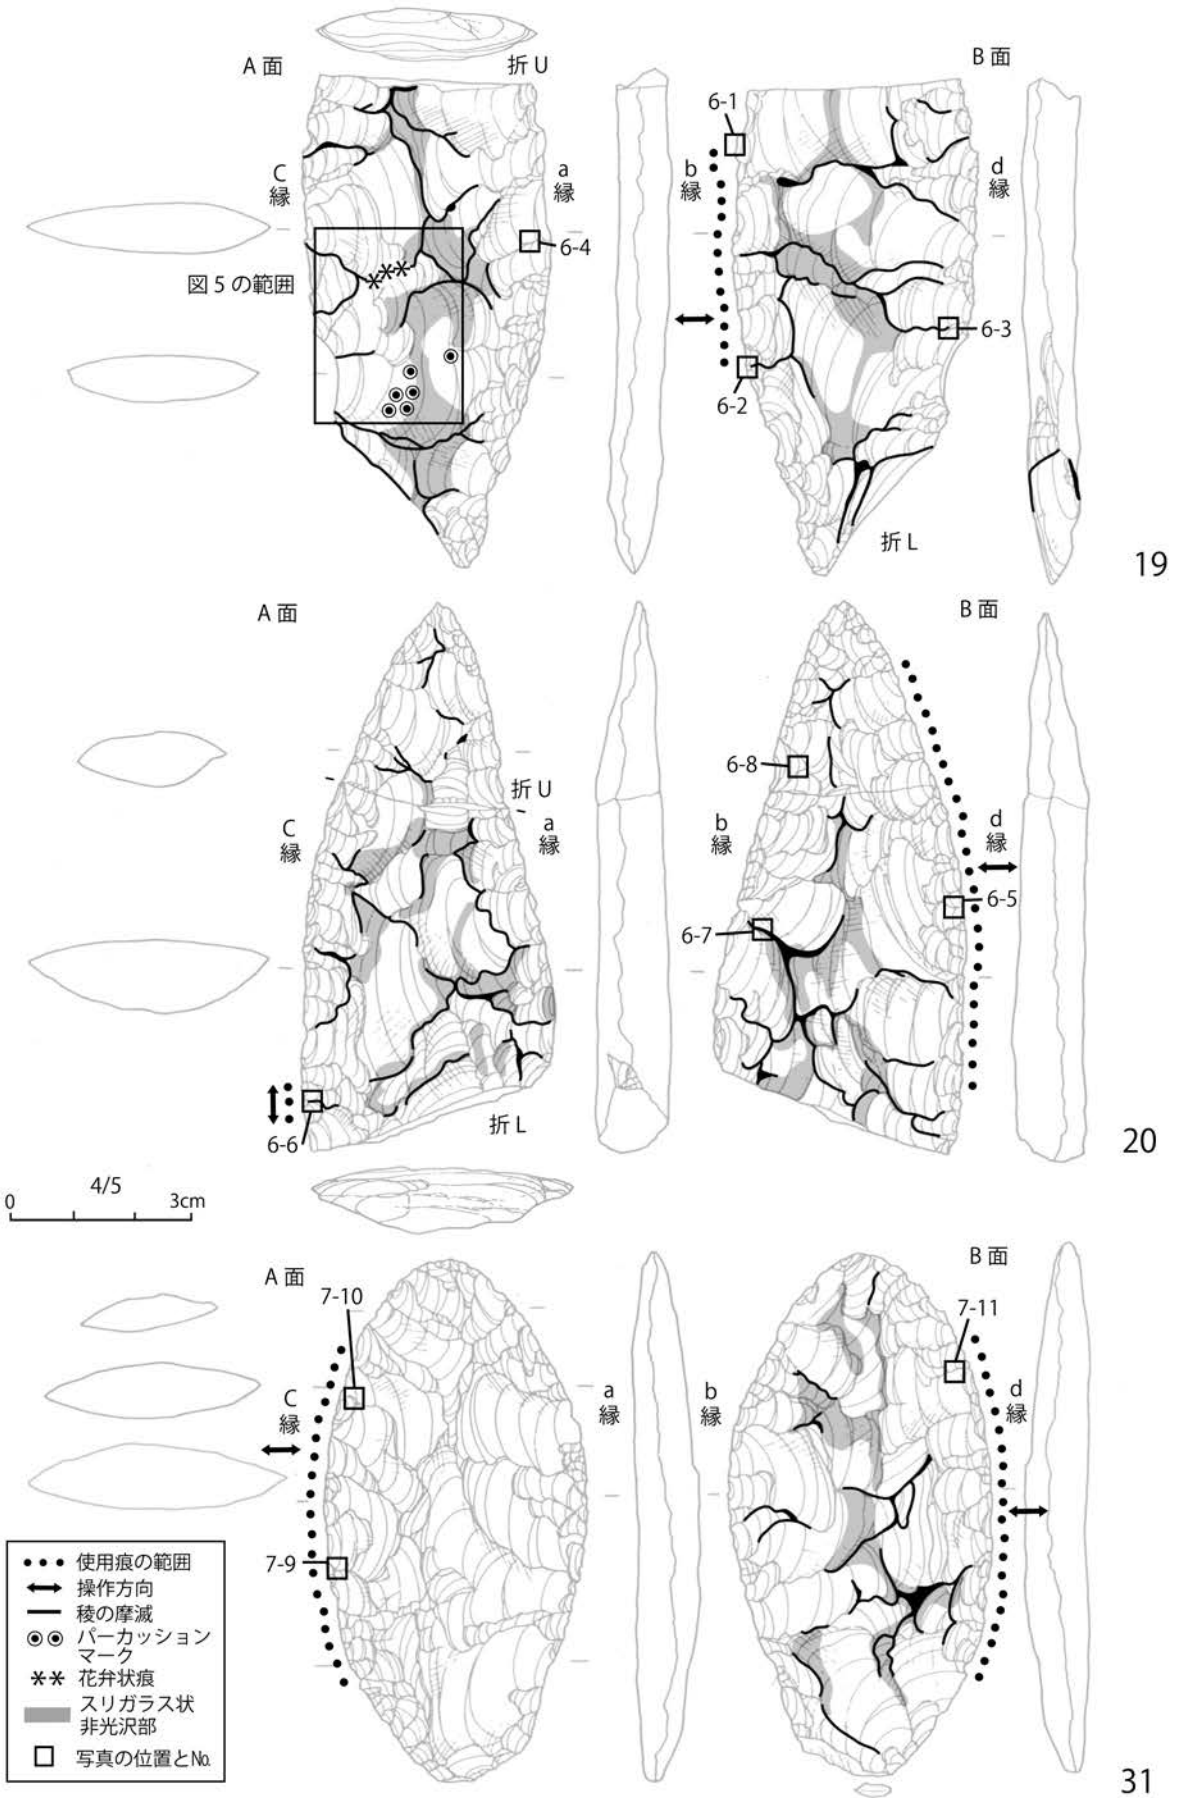 A面
折U
B面
6-1
C
縁
a
縁
b
縁
d
縁
6-4
図5の範囲
6-3
6-2
折L
19
A面
B面
6-8
折U
C
縁
a
縁
b
縁
d
縁
6-5
6-7
折L
6-6
20
4/5
0
3cm
A面
B面
7-10
7-11
C
縁
a
縁
b
縁
d
縁
7-9
使用痕の範囲
操作方向
稜の摩滅
パーカッション
マーク
花弁状痕
スリガラス状
非光沢部
写真の位置と№
31